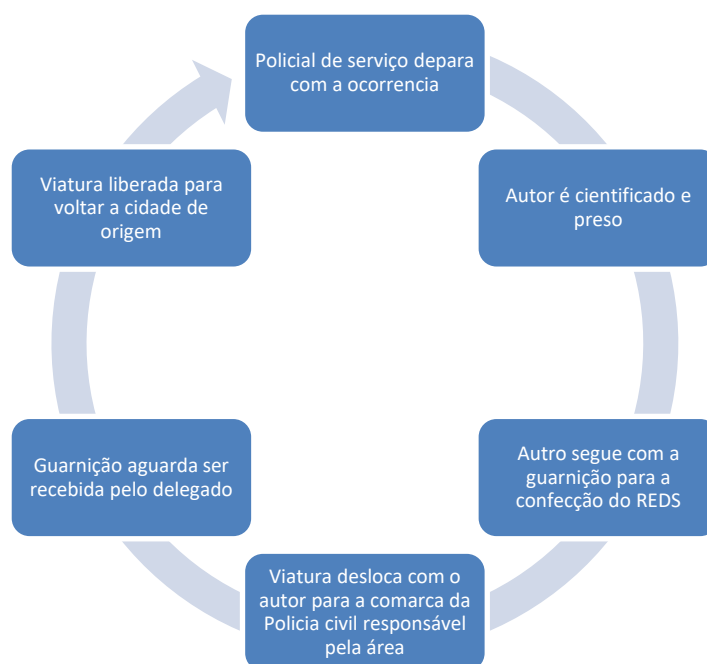 Policial de serviço depara
com a ocorrencia
Autor é cientificado e
preso
Autro segue com a
guarnição para a
confecção do REDS
Viatura desloca com o
autor para a comarca da
Policia civil responsável
pela área
Guarnição aguarda ser
recebida pelo delegado
Viatura liberada para
voltar a cidade de
origem